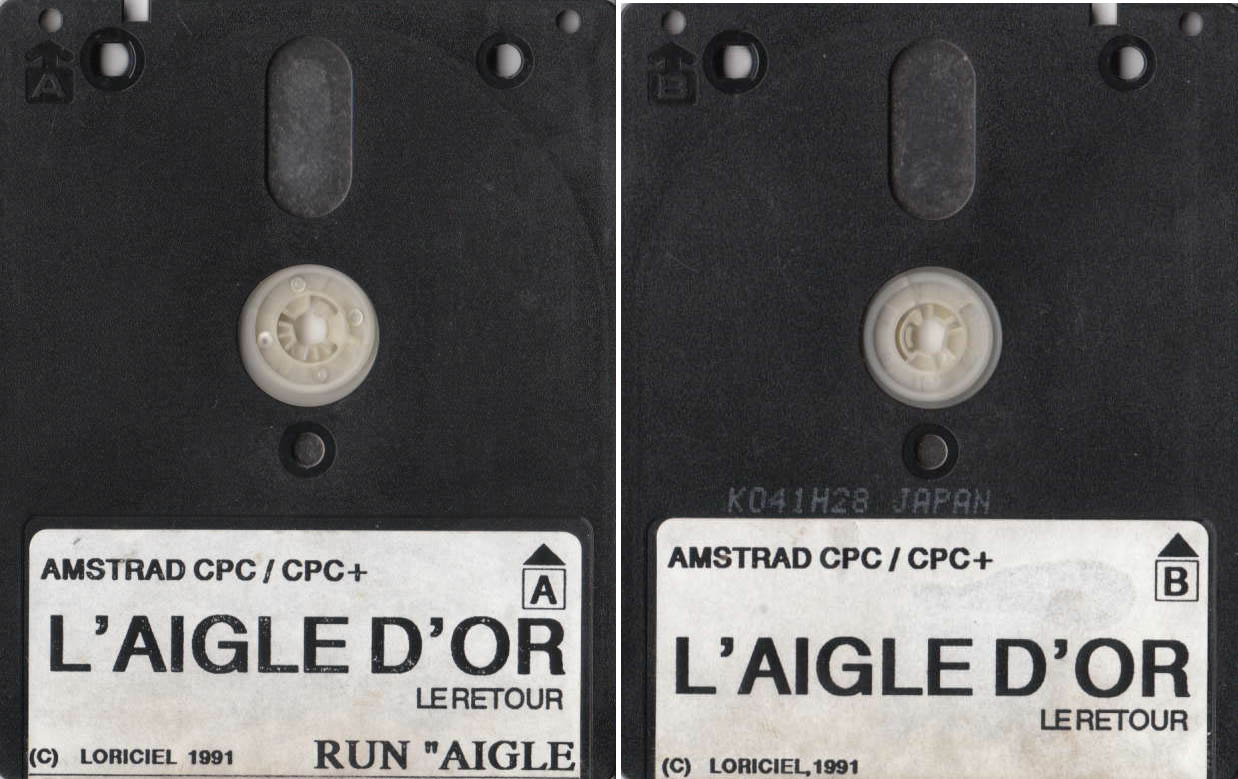 A
AMSTRAD CPC / CPC+
A
L'AIGLE D'OR
LE RETOUR
(C) LORICIEL 1991 RUN "AIGLE
B
K041H28 JAPAN
AMSTRAD CPC / CPC+
B
L'AIGLE D'OR
LE RETOUR
(C) LORICIEL,1991